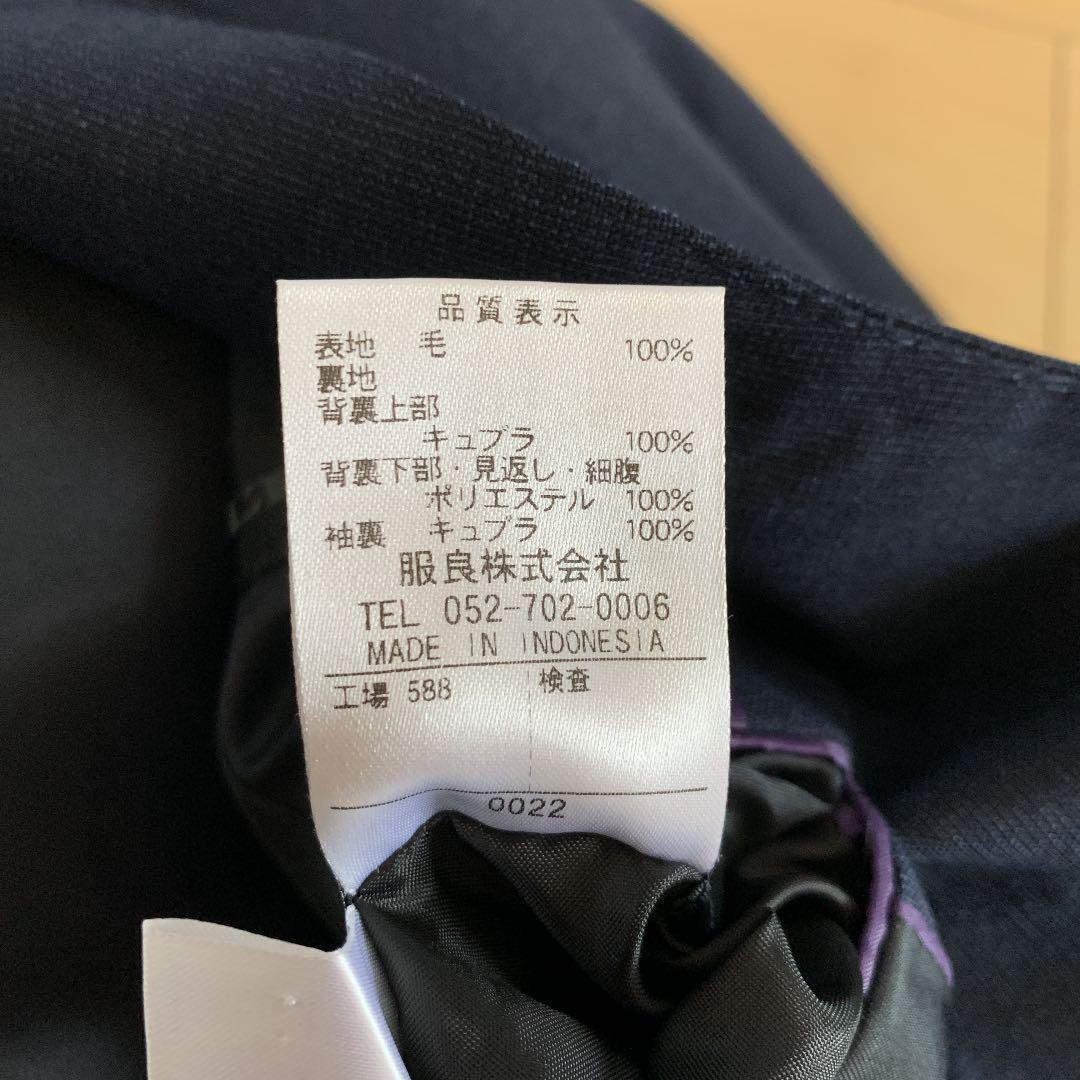 品質表示
表地 毛 100%
裏地
背裏上部
キュプラ 100%
背裏下部・見返し・細腹
ポリエステル 100%
袖裏 キュプラ 100%
服良株式会社
TEL 052-702-0006
MADE IN INDONESIA
工場 588 検査
0022